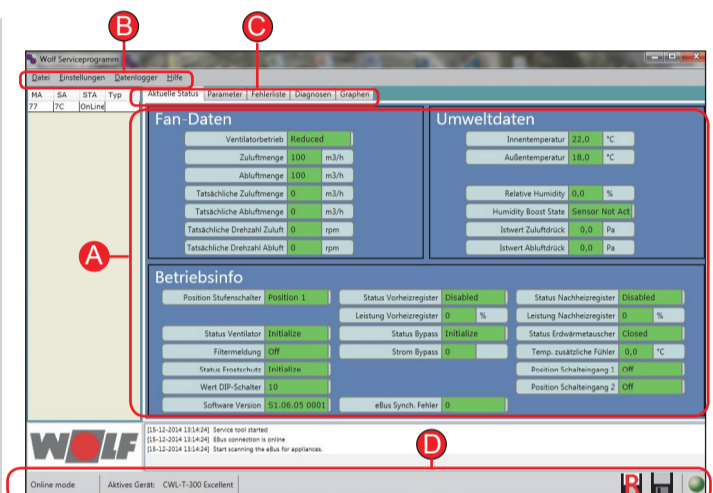 B
C
Wolf Serviceprogramm
Datei Einstellungen Datenlogger Hilfe
MA SA STA Typ
77 7C OnLine
Aktuelle Status Parameter Fehlerliste Diagnosen Graphen
Fan-Daten
Ventilatorbetrieb Reduced
Zuluftmenge 100 m3/h
Abluftmenge 100 m3/h
Tatsächliche Zuluftmenge 0 m3/h
Tatsächliche Abluftmenge 0 m3/h
Tatsächliche Drehzahl Zuluft 0 rpm
Tatsächliche Drehzahl Abluft 0 rpm
Umweltdaten
Innentemperatur 22,0 °C
Außentemperatur 18,0 °C
Relative Humidity 0,0 %
Humidity Boost State Sensor Not Act
Istwert Zuluftdrück 0,0 Pa
Istwert Abluftdrück 0,0 Pa
A
Betriebsinfo
Position Stufenschalter Position 1
Status Ventilator Initialize
Filtermeldung Off
Status Frostschutz Initialize
Wert DIP-Schalter 10
Software Version S1.06.05 0001
Status Vorheizregister Disabled
Leistung Vorheizregister 0 %
Status Bypass Initialize
Strom Bypass 0
eBus Synch. Fehler 0
Status Nachheizregister Disabled
Leistung Nachheizregister 0 %
Status Erdwärmetauscher Closed
Temp. zusätzliche Fühler 0,0 °C
Position Schalteingang 1 Off
Position Schalteingang 2 Off
WOLF
[15-12-2014 13:14:24] Service tool started
[15-12-2014 13:14:24] EBus connection is online
[15-12-2014 13:14:24] Start scanning the eBus for appliances.
D
Online mode Aktives Gerät: CWL-T-300 Excellent
R